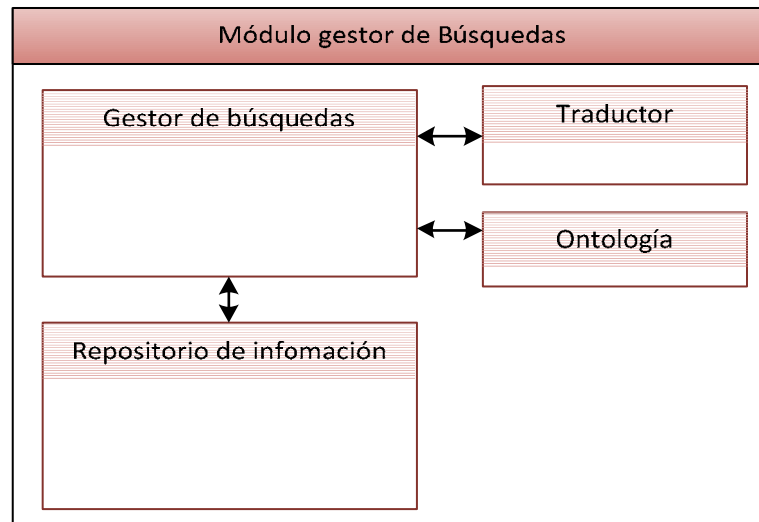 Módulo gestor de Búsquedas
Gestor de búsquedas
Traductor
Ontología
Repositorio de infomación